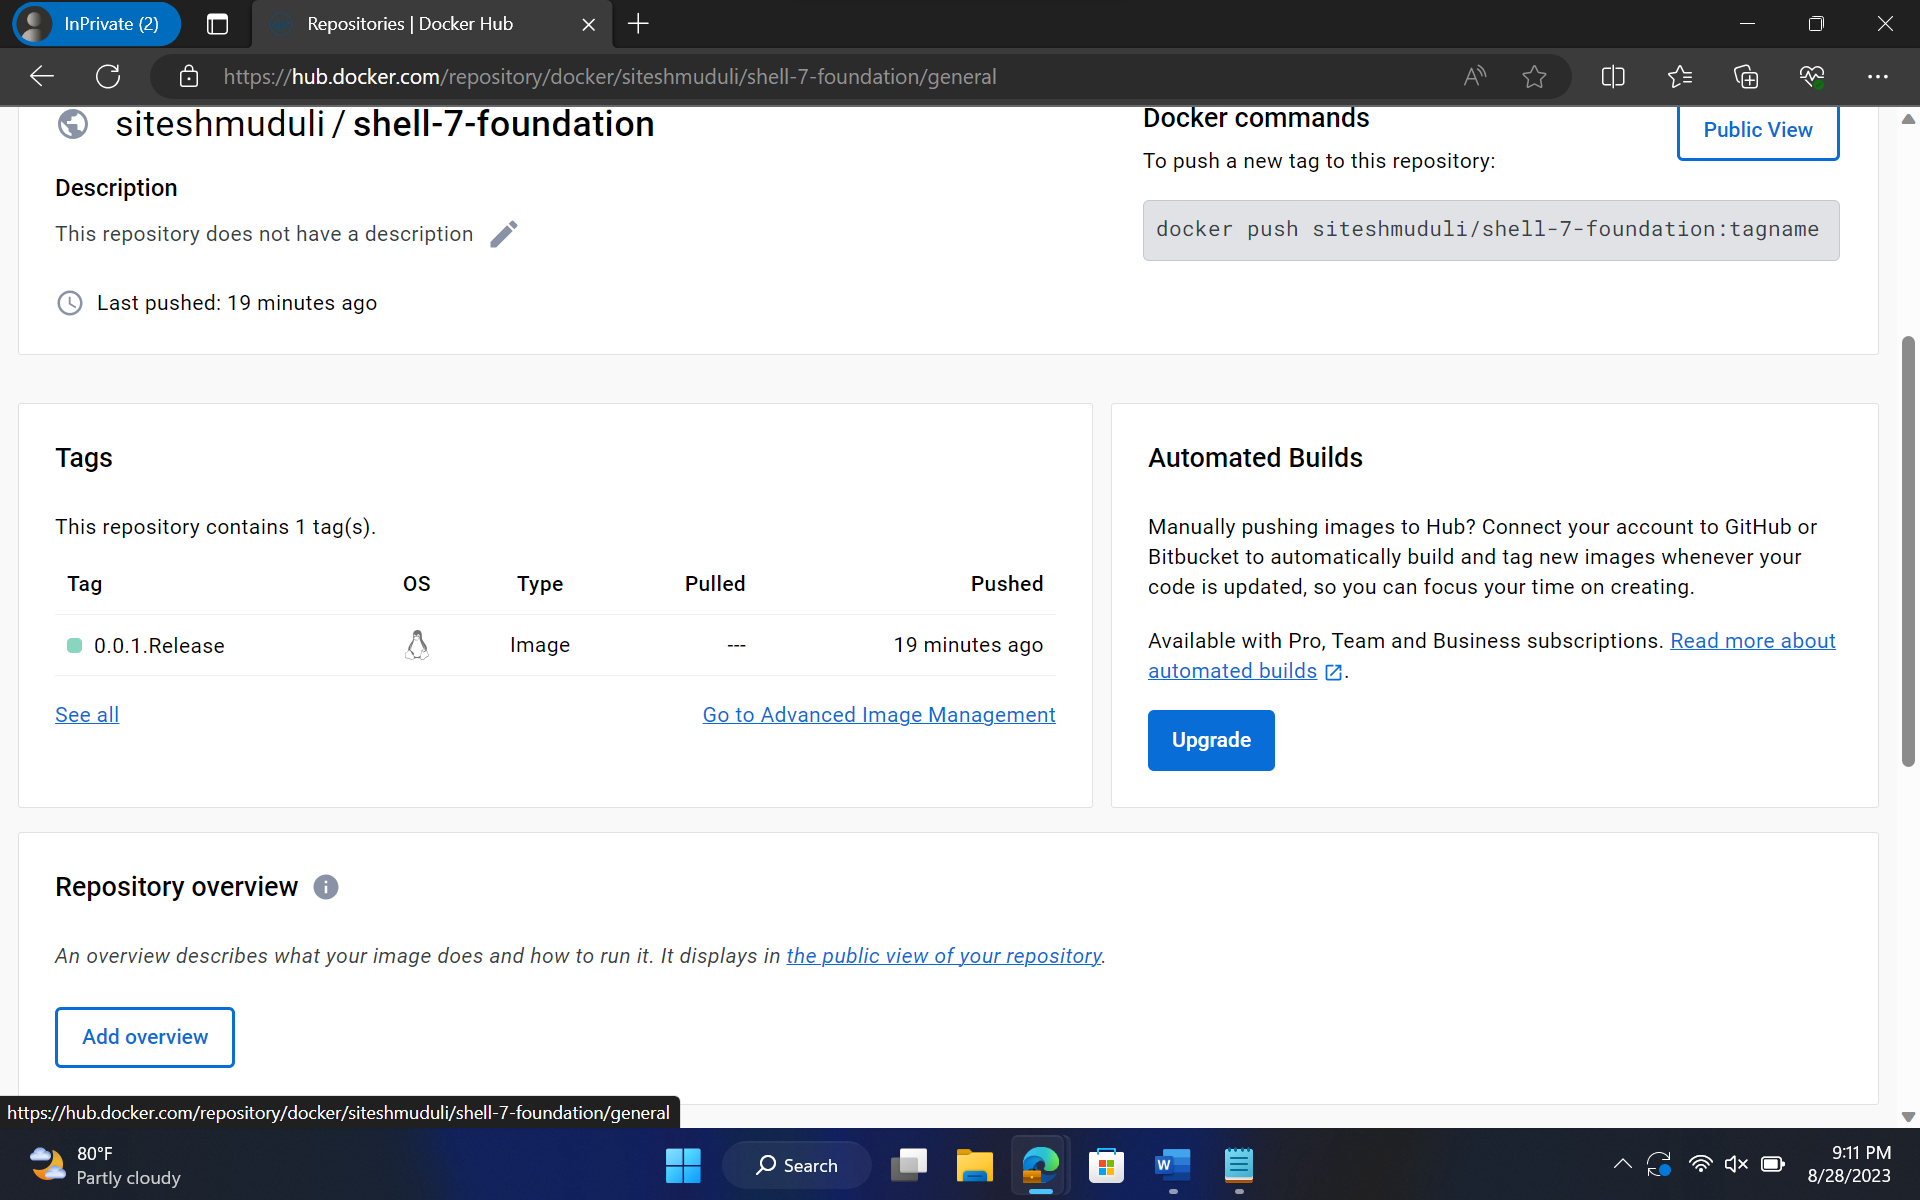 InPrivate (2)
Repositories | Docker Hub
https://hub.docker.com/repository/docker/siteshmuduli/shell-7-foundation/general
siteshmuduli / shell-7-foundation
Description
This repository does not have a description
Last pushed: 19 minutes ago
Docker commands
Public View
To push a new tag to this repository:
docker push siteshmuduli/shell-7-foundation:tagname
Tags
This repository contains 1 tag(s).
Tag OS Type Pulled Pushed
0.0.1.Release Image --- 19 minutes ago
See all Go to Advanced Image Management
Automated Builds
Manually pushing images to Hub? Connect your account to GitHub or
Bitbucket to automatically build and tag new images whenever your
code is updated, so you can focus your time on creating.
Available with Pro, Team and Business subscriptions. Read more about
automated builds .
Upgrade
Repository overview
An overview describes what your image does and how to run it. It displays in the public view of your repository.
Add overview
https://hub.docker.com/repository/docker/siteshmuduli/shell-7-foundation/general
80°F
Partly cloudy
Search
9:11 PM
8/28/2023